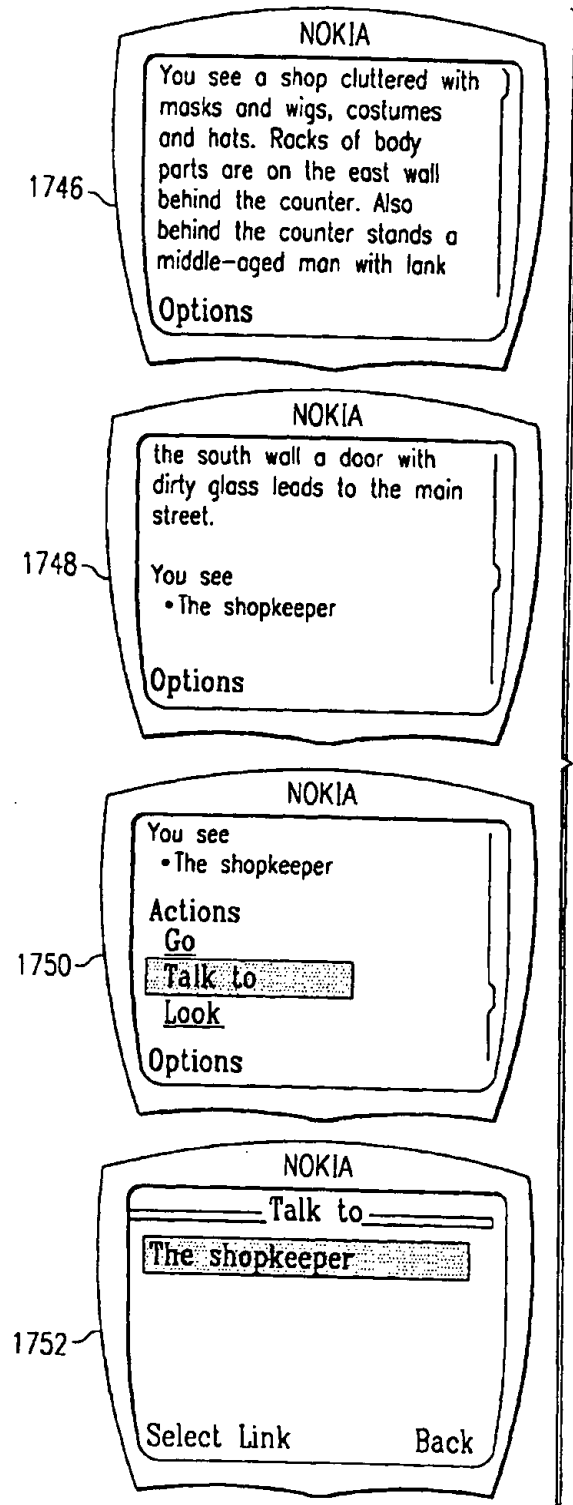 NOKIA
You see a shop cluttered with
masks and wigs, costumes
and hats. Racks of body
parts are on the east wall
behind the counter. Also
behind the counter stands a
middle-aged man with lank
Options
1746
NOKIA
the south wall a door with
dirty glass leads to the main
street.
You see
•The shopkeeper
Options
1748
NOKIA
You see
•The shopkeeper
Actions
Go
Talk to
Look
Options
1750
NOKIA
Talk to
The shopkeeper
Select Link Back
1752